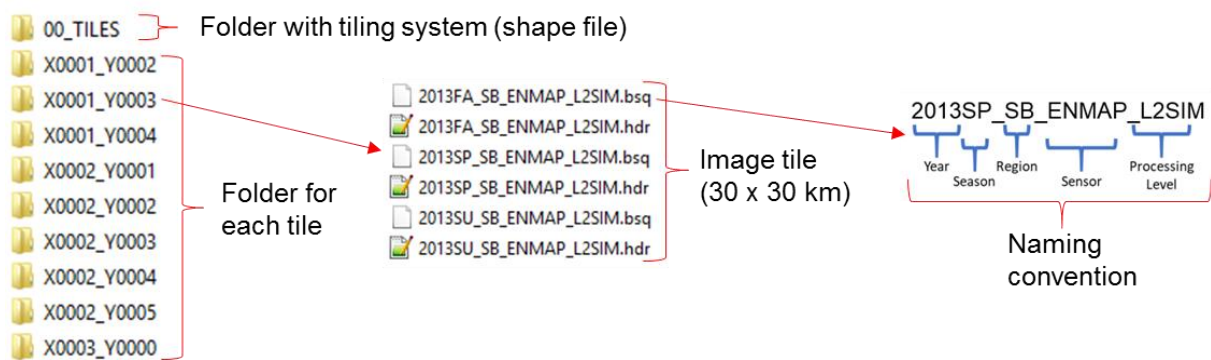 00_TILES
Folder with tiling system (shape file)
X0001_Y0002
X0001_Y0003
X0001_Y0004
X0002_Y0001
X0002_Y0002
X0002_Y0003
X0002_Y0004
X0002_Y0005
X0003_Y0000
Folder for
each tile
2013FA_SB_ENMAP_L2SIM.bsq
2013FA_SB_ENMAP_L2SIM.hdr
2013SP_SB_ENMAP_L2SIM.bsq
2013SP_SB_ENMAP_L2SIM.hdr
2013SU_SB_ENMAP_L2SIM.bsq
2013SU_SB_ENMAP_L2SIM.hdr
Image tile
(30 x 30 km)
2013SP_SB_ENMAP_L2SIM
Year
Season
Region
Sensor
Processing
Level
Naming
convention